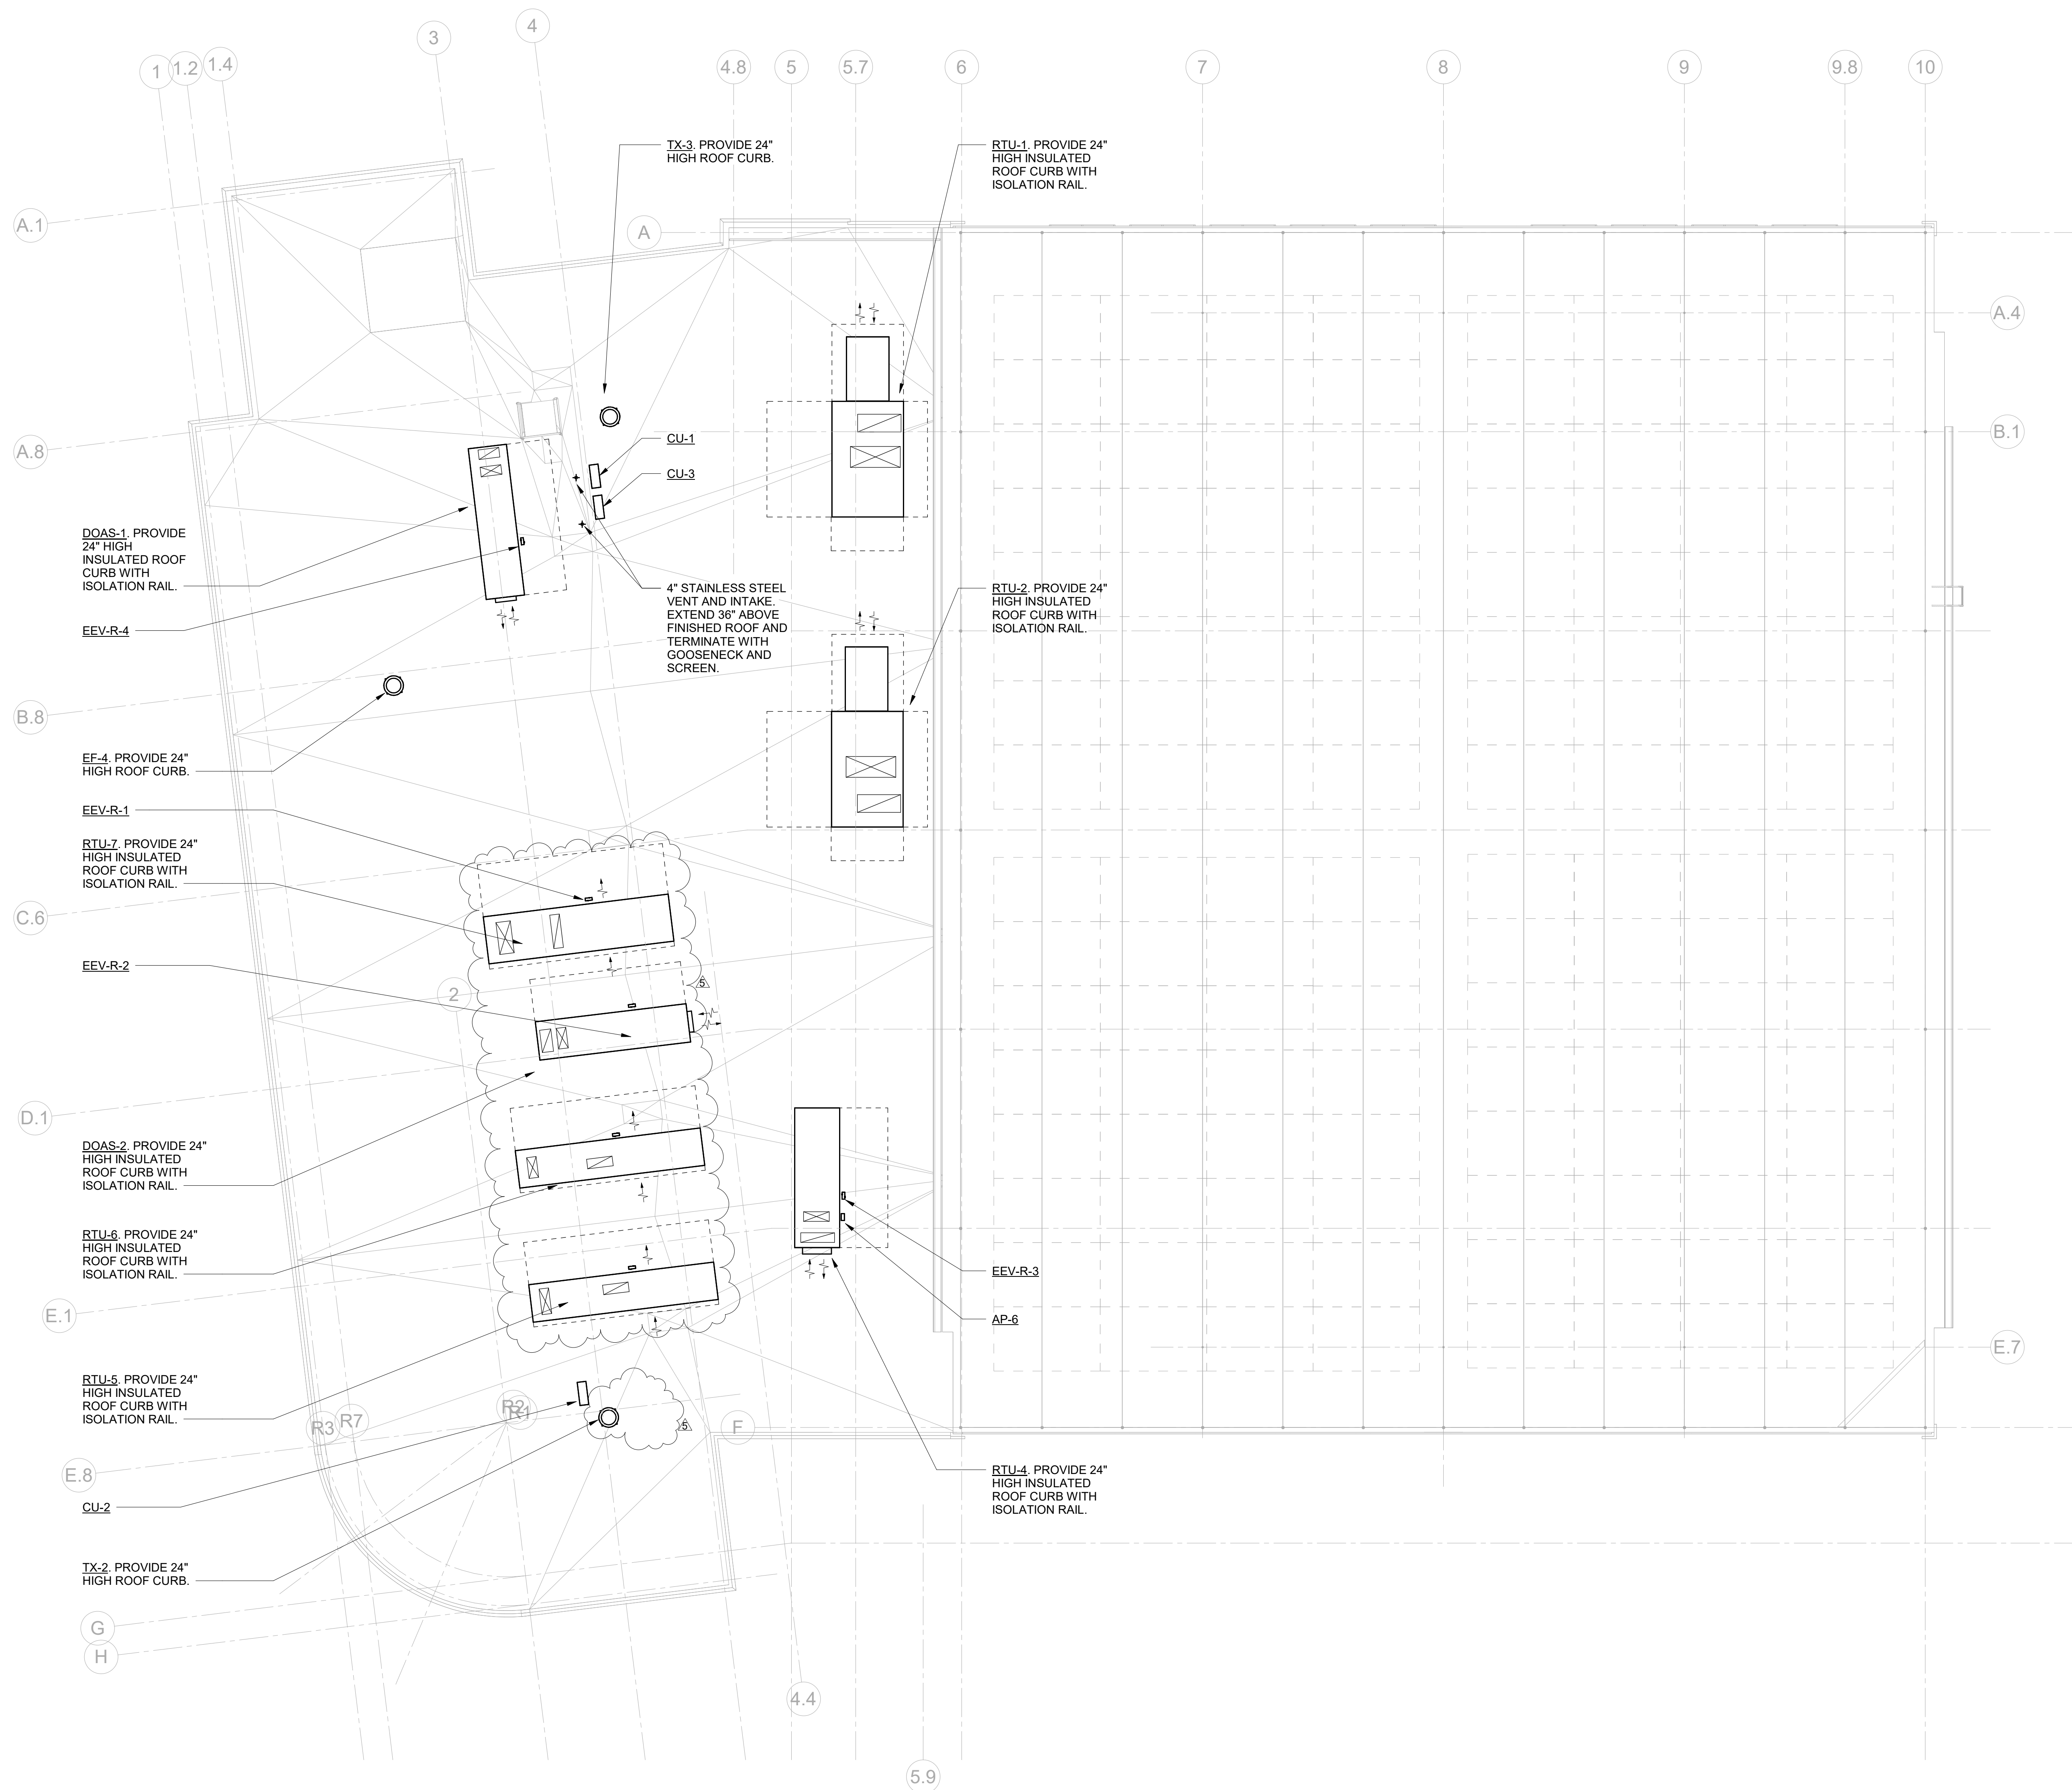 1
1.2
1.4
3
4
4.8
5
5.7
6
7
8
9
9.8
10
TX-3. PROVIDE 24"
HIGH ROOF CURB.
RTU-1. PROVIDE 24"
HIGH INSULATED
ROOF CURB WITH
ISOLATION RAIL.
A.1
A
A.4
A.8
B.1
CU-1
CU-3
DOAS-1. PROVIDE
24" HIGH
INSULATED ROOF
CURB WITH
ISOLATION RAIL.
4" STAINLESS STEEL
VENT AND INTAKE.
EXTEND 36" ABOVE
FINISHED ROOF AND
TERMINATE WITH
GOOSENECK AND
SCREEN.
RTU-2. PROVIDE 24"
HIGH INSULATED
ROOF CURB WITH
ISOLATION RAIL.
EEV-R-4
B.8
EF-4. PROVIDE 24"
HIGH ROOF CURB.
EEV-R-1
RTU-7. PROVIDE 24"
HIGH INSULATED
ROOF CURB WITH
ISOLATION RAIL.
C.6
EEV-R-2
2
5
D.1
DOAS-2. PROVIDE 24"
HIGH INSULATED
ROOF CURB WITH
ISOLATION RAIL.
RTU-6. PROVIDE 24"
HIGH INSULATED
ROOF CURB WITH
ISOLATION RAIL.
EEV-R-3
E.1
AP-6
E.7
RTU-5. PROVIDE 24"
HIGH INSULATED
ROOF CURB WITH
ISOLATION RAIL.
R3
R7
R2
R1
5
F
E.8
RTU-4. PROVIDE 24"
HIGH INSULATED
ROOF CURB WITH
ISOLATION RAIL.
CU-2
TX-2. PROVIDE 24"
HIGH ROOF CURB.
G
H
4.4
5.9